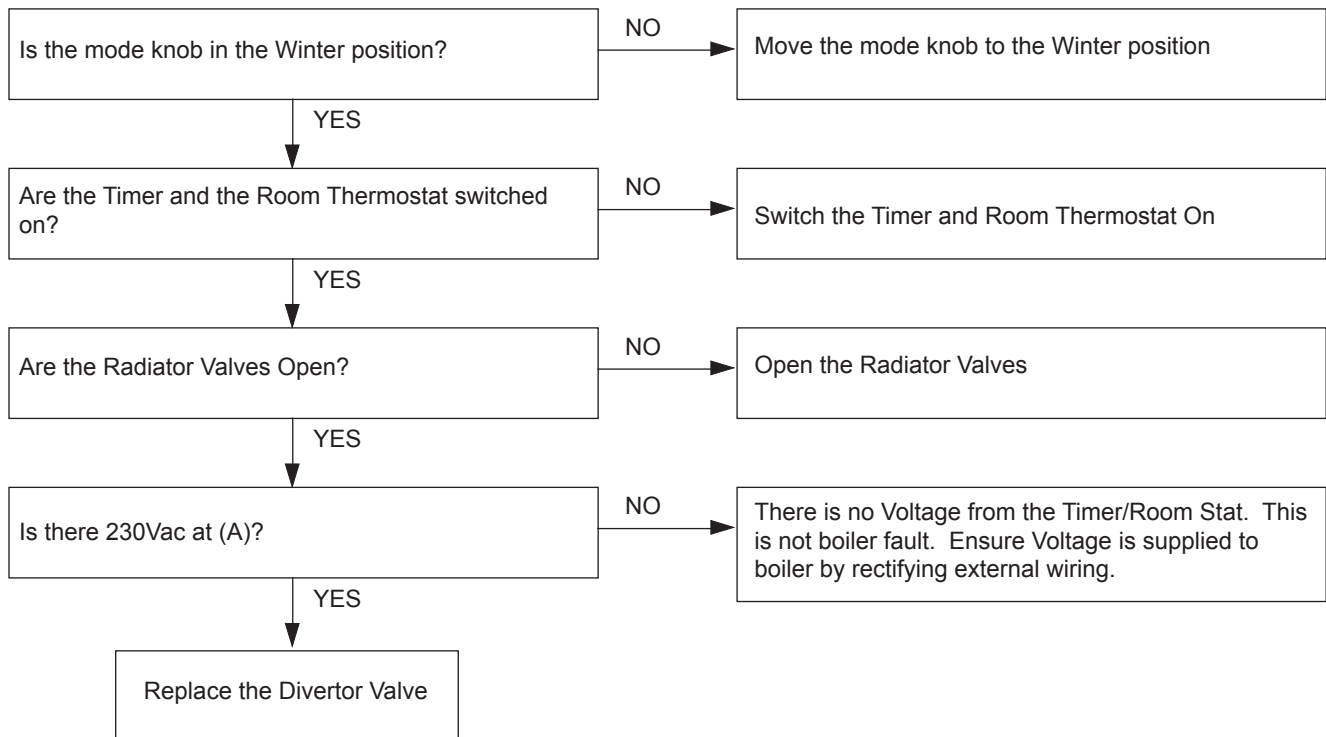 Is the mode knob in the Winter position?
NO
Move the mode knob to the Winter position
YES
Are the Timer and the Room Thermostat switched
on?
NO
Switch the Timer and Room Thermostat On
YES
Are the Radiator Valves Open?
NO
Open the Radiator Valves
YES
Is there 230Vac at (A)?
NO
There is no Voltage from the Timer/Room Stat.  This
is not boiler fault.  Ensure Voltage is supplied to
boiler by rectifying external wiring.
YES
Replace the Divertor Valve